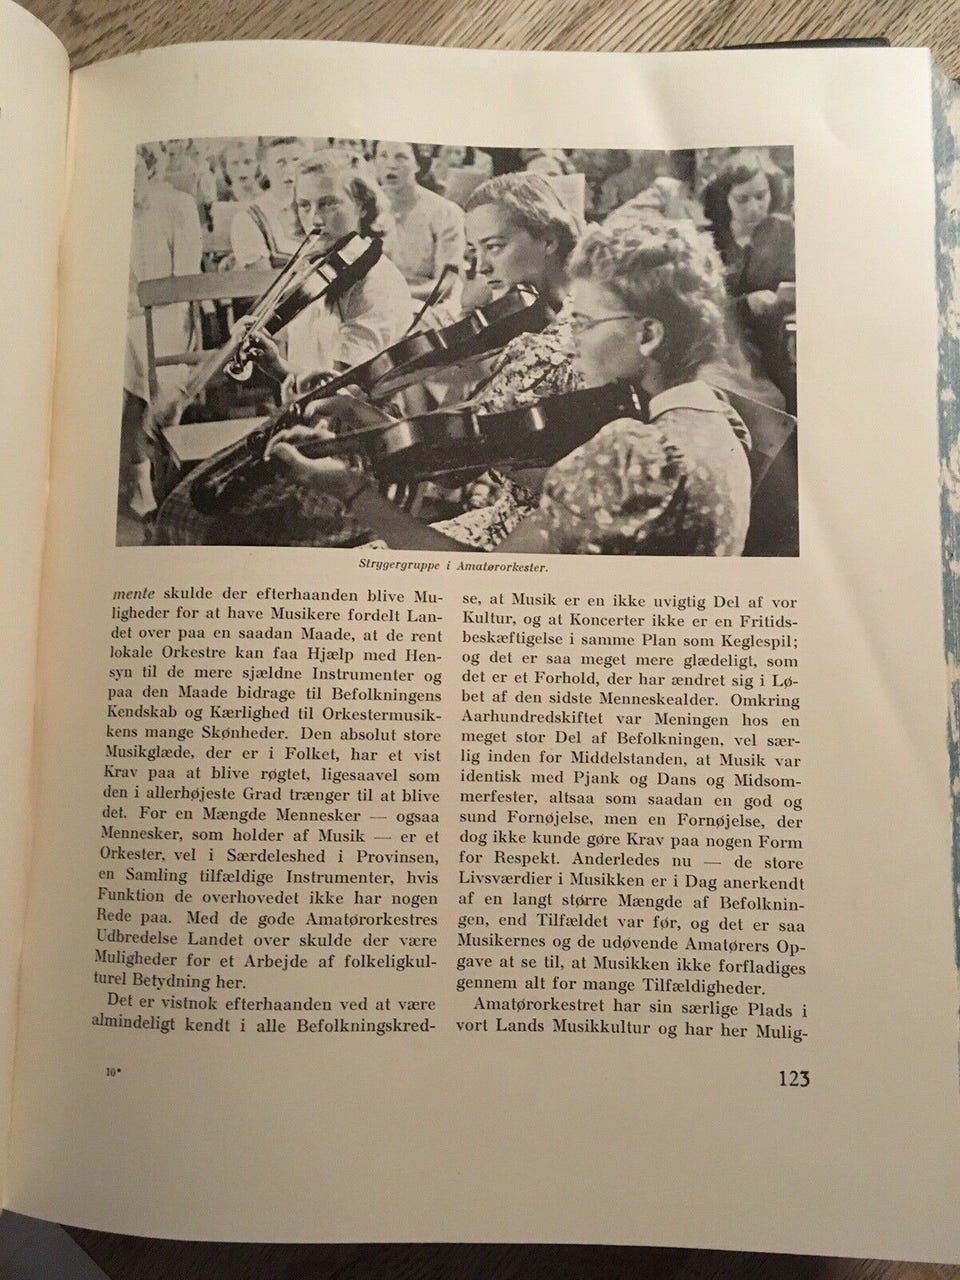 Strygergruppe i Amatørorkester.
mente skulde der efterhaanden blive Mu-
ligheder for at have Musikere fordelt Lan-
det over paa en saadan Maade, at de rent
lokale Orkestre kan faa Hjælp med Hen-
syn til de mere sjældne Instrumenter og
paa den Maade bidrage til Befolkningens
Kendskab og Kærlighed til Orkestermusik-
kens mange Skønheder. Den absolut store
Musikglæde, der er i Folket, har et vist
Krav paa at blive røgtet, ligesaavel som
den i allerhøjeste Grad trænger til at blive
det. For en Mængde Mennesker — ogsaa
Mennesker, som holder af Musik — er et
Orkester, vel i Særdeleshed i Provinsen,
en Samling tilfældige Instrumenter, hvis
Funktion de overhovedet ikke har nogen
Rede paa. Med de gode Amatørorkestres
Udbredelse Landet over skulde der være
Muligheder for et Arbejde af folkeligkul-
turel Betydning her.
Det er vistnok efterhaanden ved at være
almindeligt kendt i alle Befolkningskred-
se, at Musik er en ikke uvigtig Del af vor
Kultur, og at Koncerter ikke er en Fritids-
beskæftigelse i samme Plan som Keglespil;
og det er saa meget mere glædeligt, som
det er et Forhold, der har ændret sig i Lø-
bet af den sidste Menneskealder. Omkring
Aarhundredskiftet var Meningen hos en
meget stor Del af Befolkningen, vel sær-
lig inden for Middelstanden, at Musik var
identisk med Pjank og Dans og Midsom-
merfester, altsaa som saadan en god og
sund Fornøjelse, men en Fornøjelse, der
dog ikke kunde gøre Krav paa nogen Form
for Respekt. Anderledes nu — de store
Livsværdier i Musikken er i Dag anerkendt
af en langt større Mængde af Befolknin-
gen, end Tilfældet var før, og det er saa
Musikernes og de udøvende Amatørers Op-
gave at se til, at Musikken ikke forfladiges
gennem alt for mange Tilfældigheder.
Amatørorkestret har sin særlige Plads i
vort Lands Musikkultur og har her Mulig-
10*
123